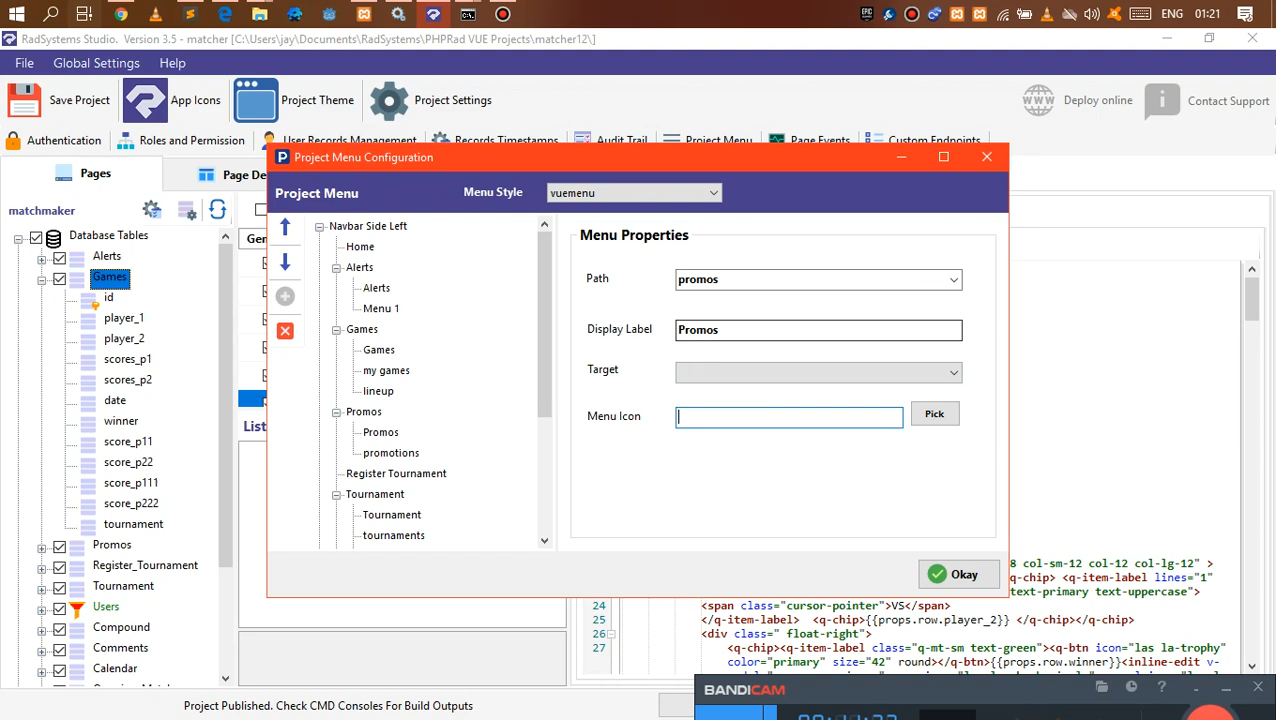 ENG 01:21
RadSystems Studio. Version 3.5 - matcher [C:\Users\jay\Documents\RadSystems\PHPRad VUE Projects\matcher12\]
File Global Settings Help
Save Project App Icons Project Theme Project Settings Deploy online Contact Support
Authentication Roles and Permission User Records Management Records Timestamps Audit Trail Project Menu Page Events Custom Endpoints
Pages
Page De
matchmaker
Database Tables
Alerts
Games
id
player_1
player_2
scores_p1
scores_p2
date
winner
score_p11
score_p22
score_p111
score_p222
tournament
Promos
Register_Tournament
Tournament
Users
Compound
Comments
Calendar
Gen
List
Project Menu Configuration
Project Menu
Menu Style vuemenu
Navbar Side Left
Home
Alerts
Alerts
Menu 1
Games
Games
my games
lineup
Promos
Promos
promotions
Register Tournament
Tournament
Tournament
tournaments
Menu Properties
Path promos
Display Label Promos
Target
Menu Icon Pick
Okay
8 col-sm-12 col-12 col-lg-12" >
q-chip> <q-item-label lines="1"
text-primary text-uppercase">
24 <span class="cursor-pointer">VS</span>
25 </q-item-label> <q-chip>{{props.row.player_2}} </q-chip></q-chip>
26 <div class=" float-right">
27 <q-chip><q-item-label class="q-mt-sm text-green"><q-btn icon="las la-trophy"
color="primary" size="42" round></q-btn>{{props.row.winner}}<inline-edit v-
Project Published. Check CMD Consoles For Build Outputs
BANDICAM